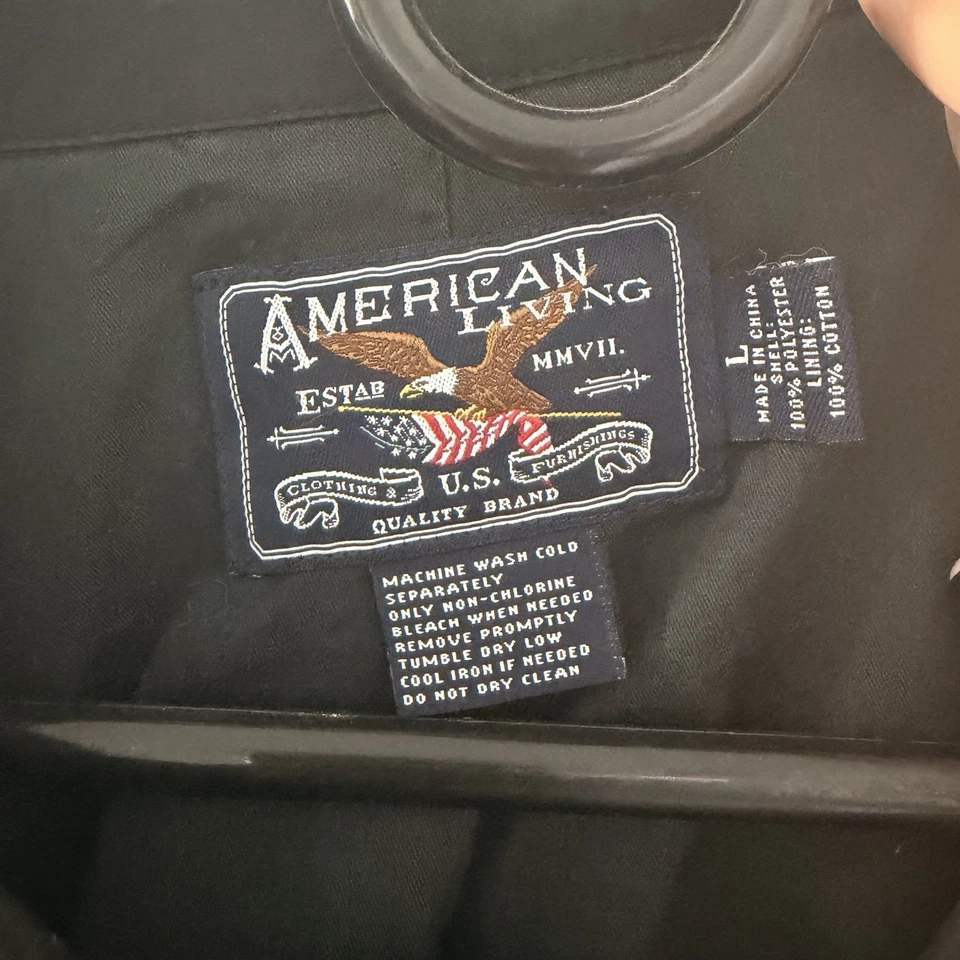 AMERICAN
LIVING
ESTAB
MMVII.
CLOTHING &
U.S.
FURNISHINGS
QUALITY BRAND
L
MADE IN CHINA
SHELL:
100% POLYESTER
LINING:
100% COTTON
MACHINE WASH COLD
SEPARATELY
ONLY NON-CHLORINE
BLEACH WHEN NEEDED
REMOVE PROMPTLY
TUMBLE DRY LOW
COOL IRON IF NEEDED
DO NOT DRY CLEAN